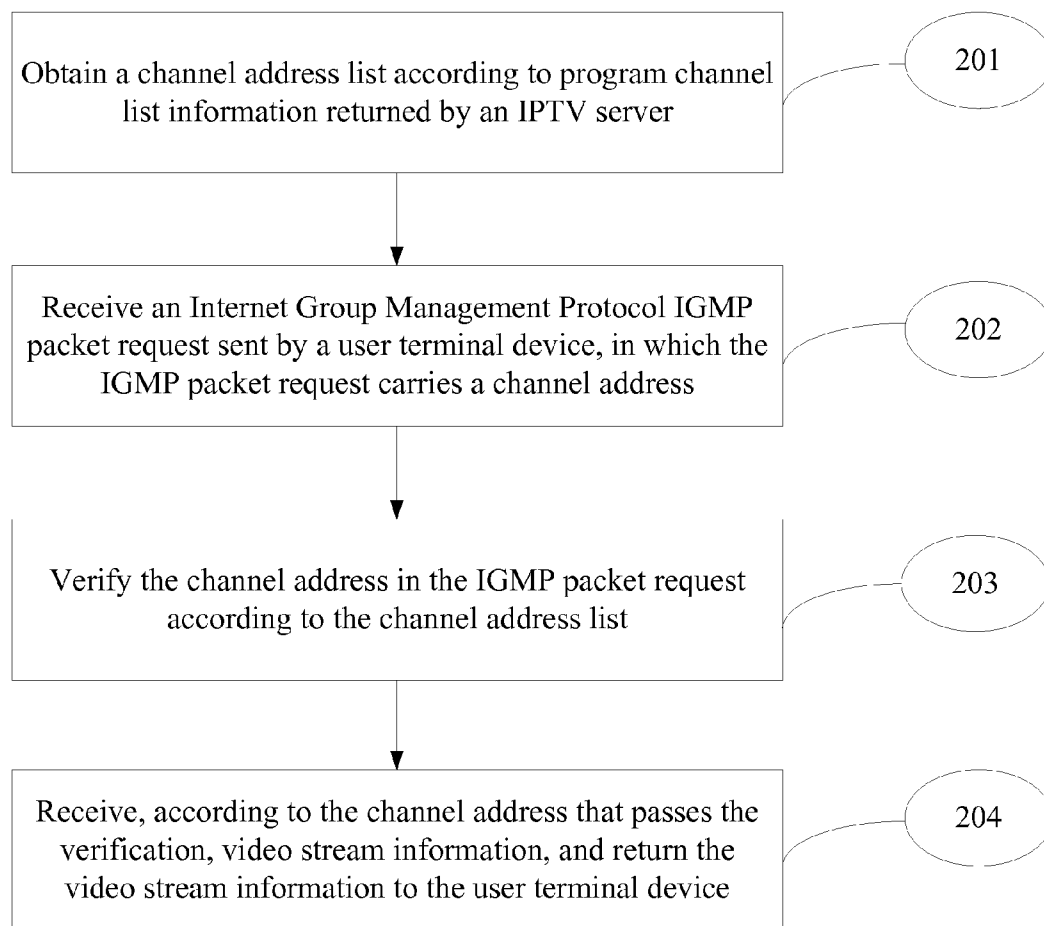 Obtain a channel address list according to program channel
list information returned by an IPTV server
201
Receive an Internet Group Management Protocol IGMP
packet request sent by a user terminal device, in which the
IGMP packet request carries a channel address
202
Verify the channel address in the IGMP packet request
according to the channel address list
203
Receive, according to the channel address that passes the
verification, video stream information, and return the
video stream information to the user terminal device
204